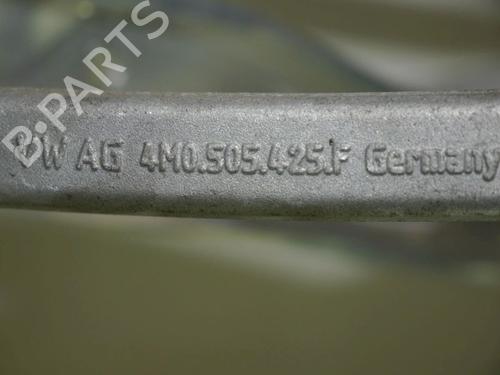 B-PARTS
VW AG 4M0.505.425.F Germany